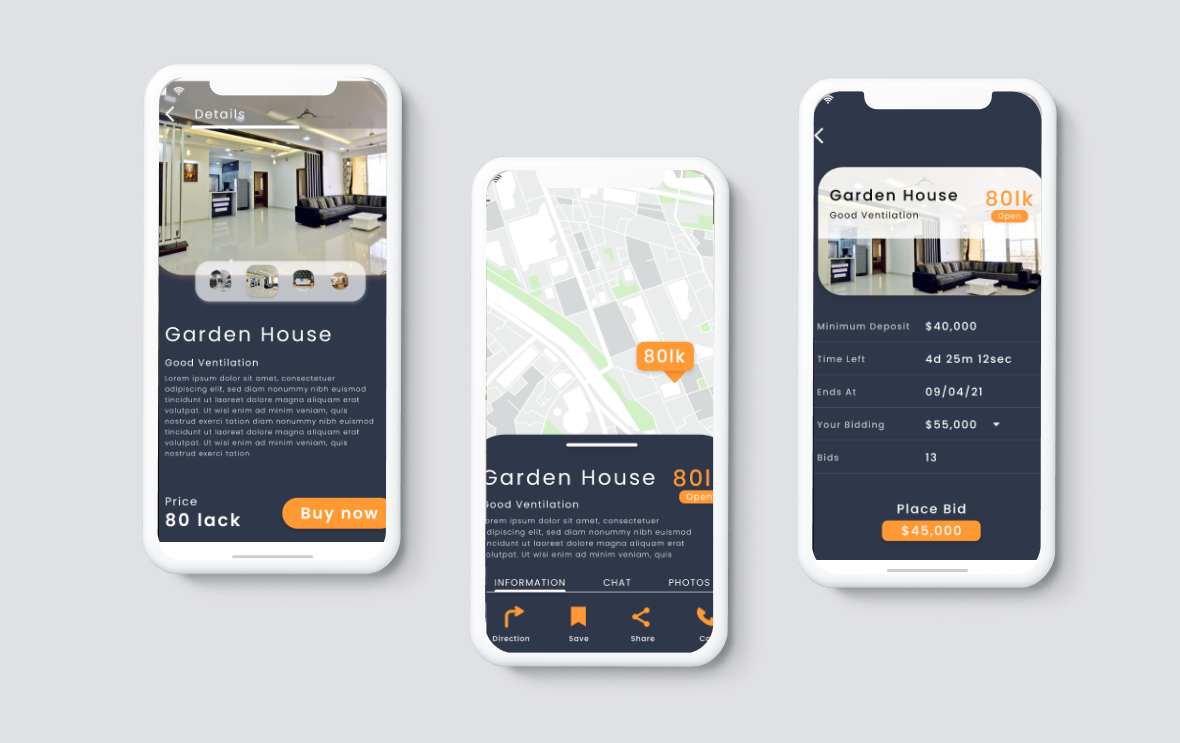 Details
Garden House
Good Ventilation
Lorem ipsum dolor sit amet, consectetuer
adipiscing elit, sed diam nonummy nibh euismod
tincidunt ut laoreet dolore magna aliquam erat
volutpat. Ut wisi enim ad minim veniam, quis
nostrud exerci tation diam nonummy nibh euismod
tincidunt ut laoreet dolore magna aliquam erat
volutpat. Ut wisi enim ad minim veniam, quis
nostrud exerci tation
Price
80 lack
Buy now
80lk
Garden House 80l
Open
Good Ventilation
orem ipsum dolor sit amet, consectetuer
dipiscing elit, sed diam nonummy nibh euismod
incidunt ut laoreet dolore magna aliquam erat
olutpat. Ut wisi enim ad minim veniam, quis
INFORMATION CHAT PHOTOS
Direction Save Share Ca
Garden House 80lk
Good Ventilation Open
Minimum Deposit $40,000
Time Left 4d 25m 12sec
Ends At 09/04/21
Your Bidding $55,000
Bids 13
Place Bid
$45,000